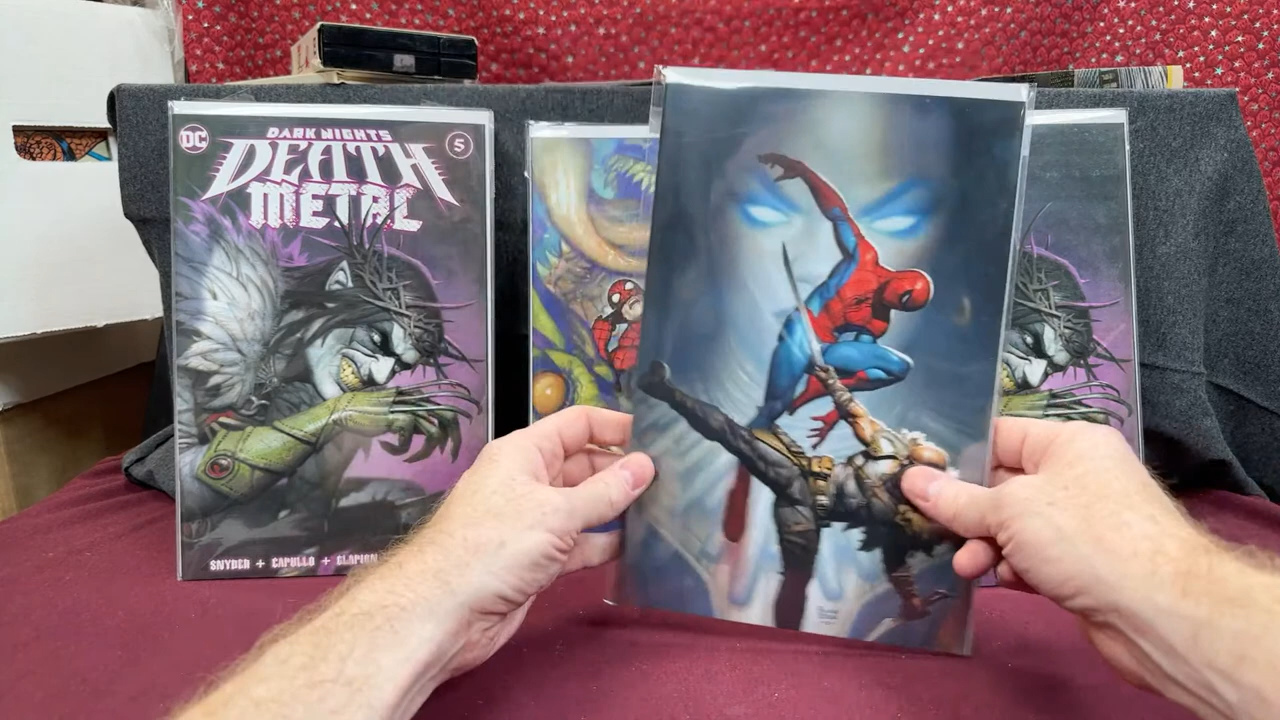 DC
DARK NIGHTS
DEATH
METAL
5
SNYDER + CAPULLO + GLAPION